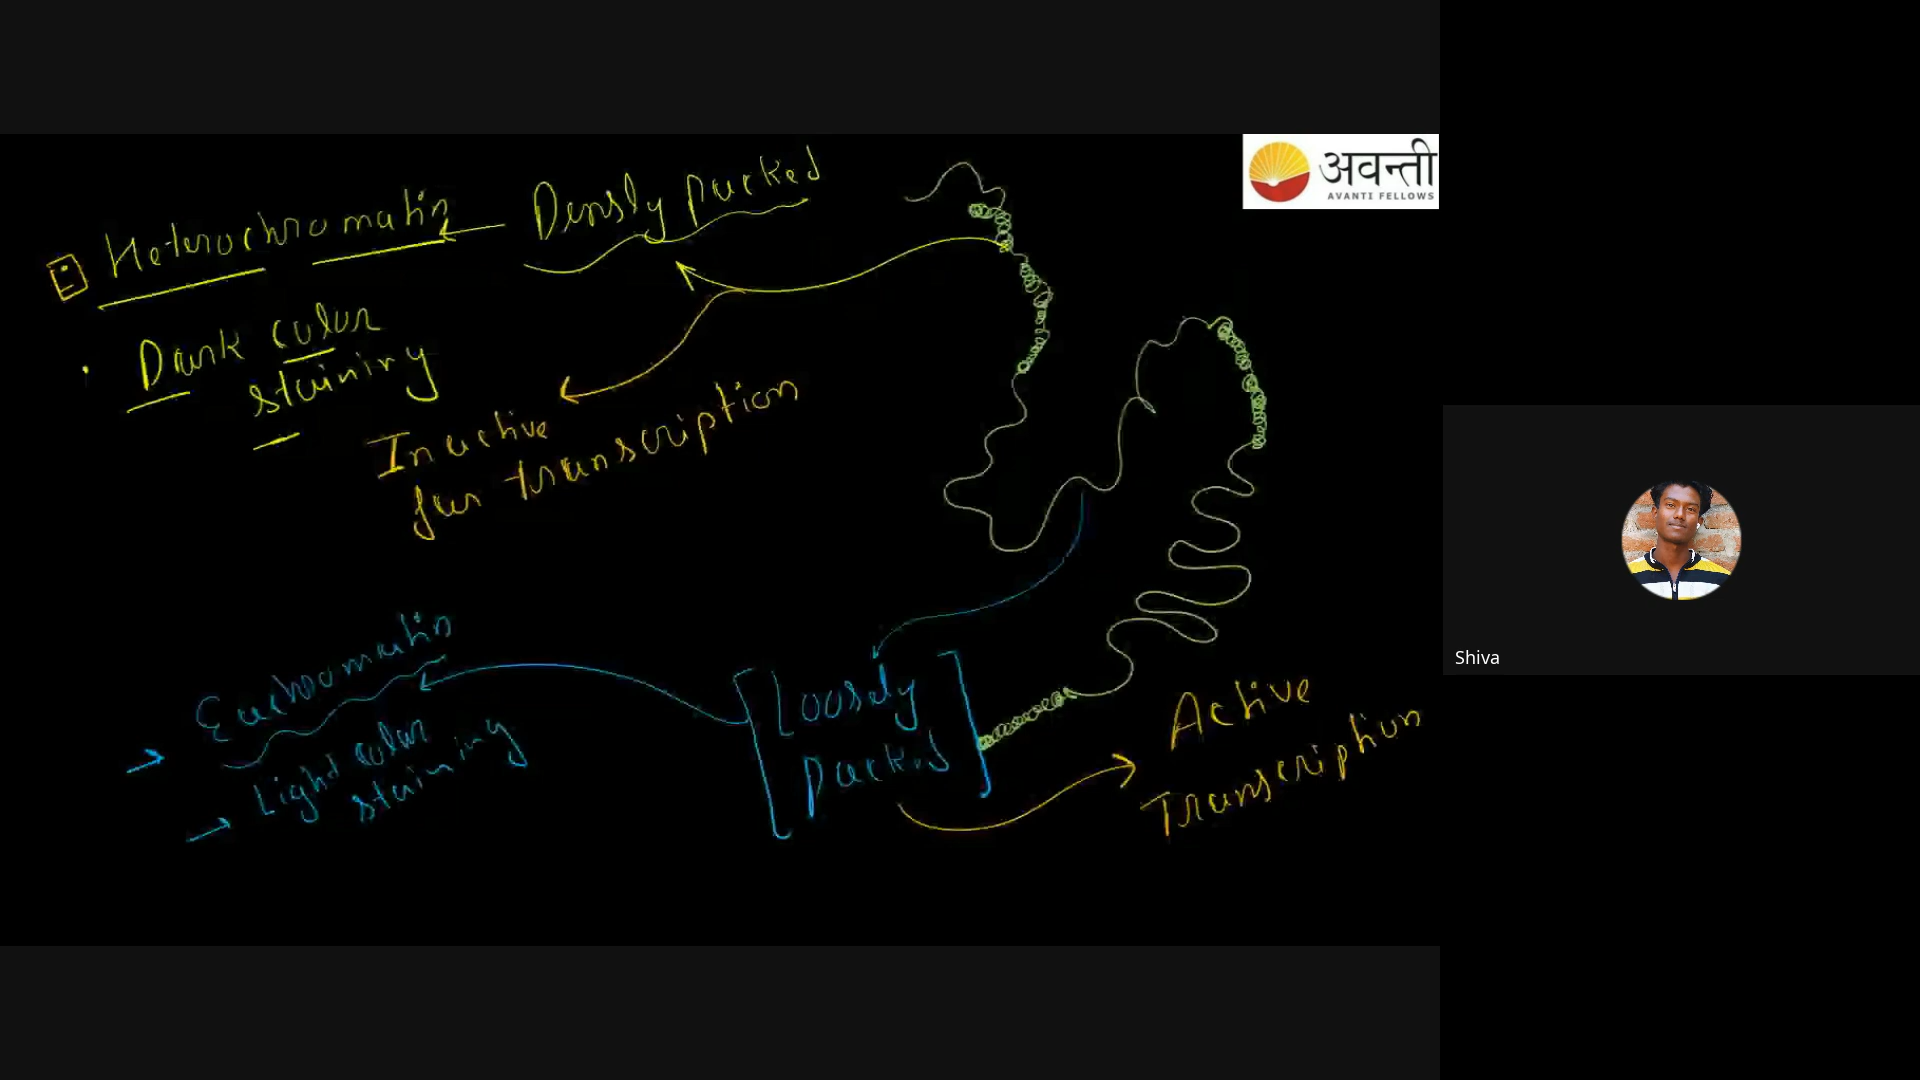 Heterochromatin ← Densly packed
Dark color
staining
Inactive
for transcription
Euchromatin
→ Light color
staining
Loosely
packed
Active
Transcription
अवन्ती
AVANTI FELLOWS
Shiva